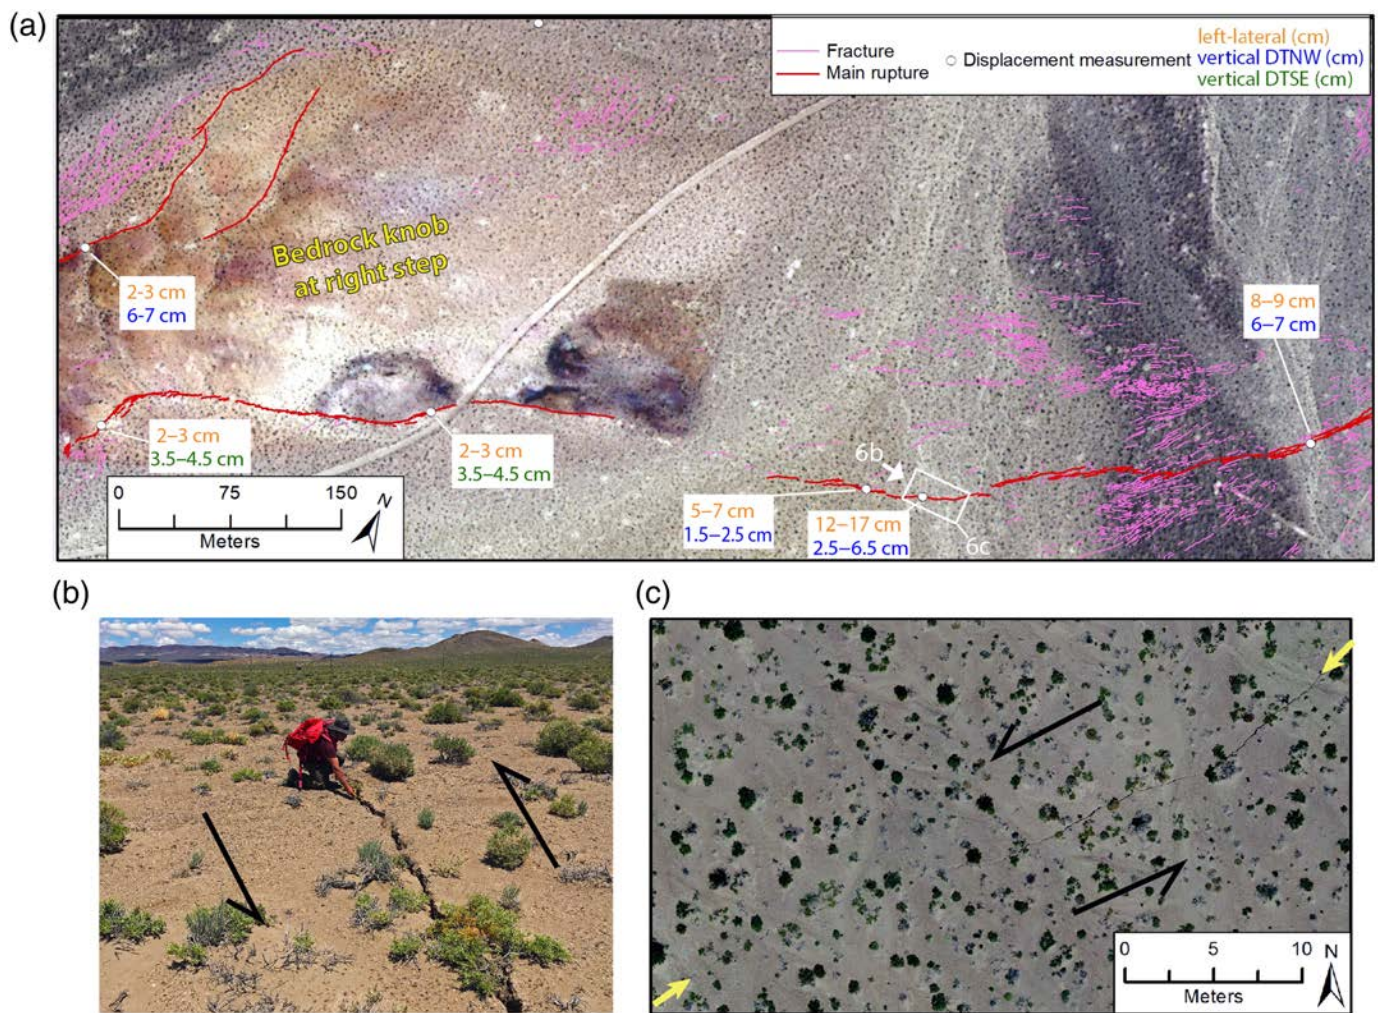 (a)
Fracture
Main rupture
Displacement measurement
left-lateral (cm)
vertical DTNW (cm)
vertical DTSE (cm)
Bedrock knob
at right step
2-3 cm
6-7 cm
8–9 cm
6–7 cm
2–3 cm
3.5–4.5 cm
2–3 cm
3.5–4.5 cm
6b
5–7 cm
1.5–2.5 cm
12–17 cm
2.5–6.5 cm
6c
0 75 150
Meters
N
(b)
(c)
0 5 10
Meters
N